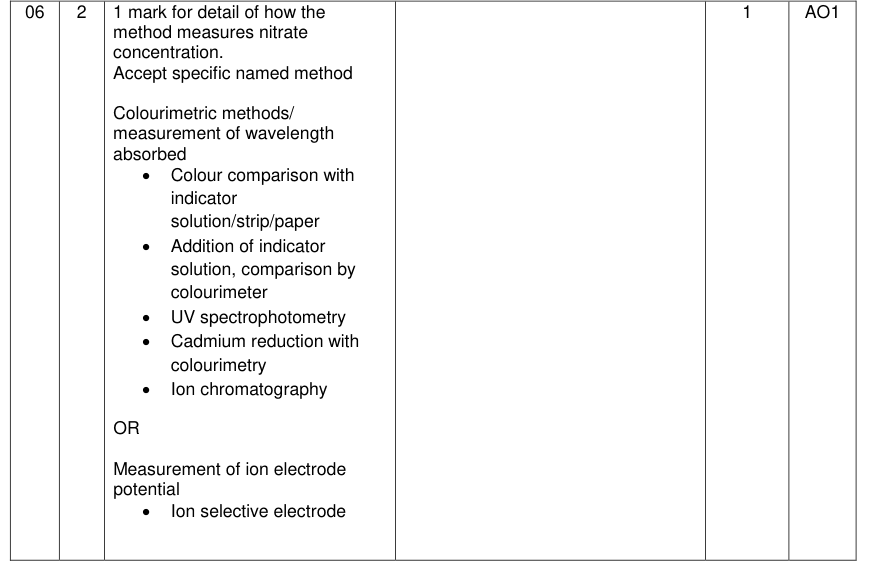 06 2 1 mark for detail of how the 1 AO1
method measures nitrate
concentration.
Accept specific named method
Colourimetric methods/
measurement of wavelength
absorbed
• Colour comparison with
indicator
solution/strip/paper
• Addition of indicator
solution, comparison by
colourimeter
• UV spectrophotometry
• Cadmium reduction with
colourimetry
• Ion chromatography
OR
Measurement of ion electrode
potential
• Ion selective electrode